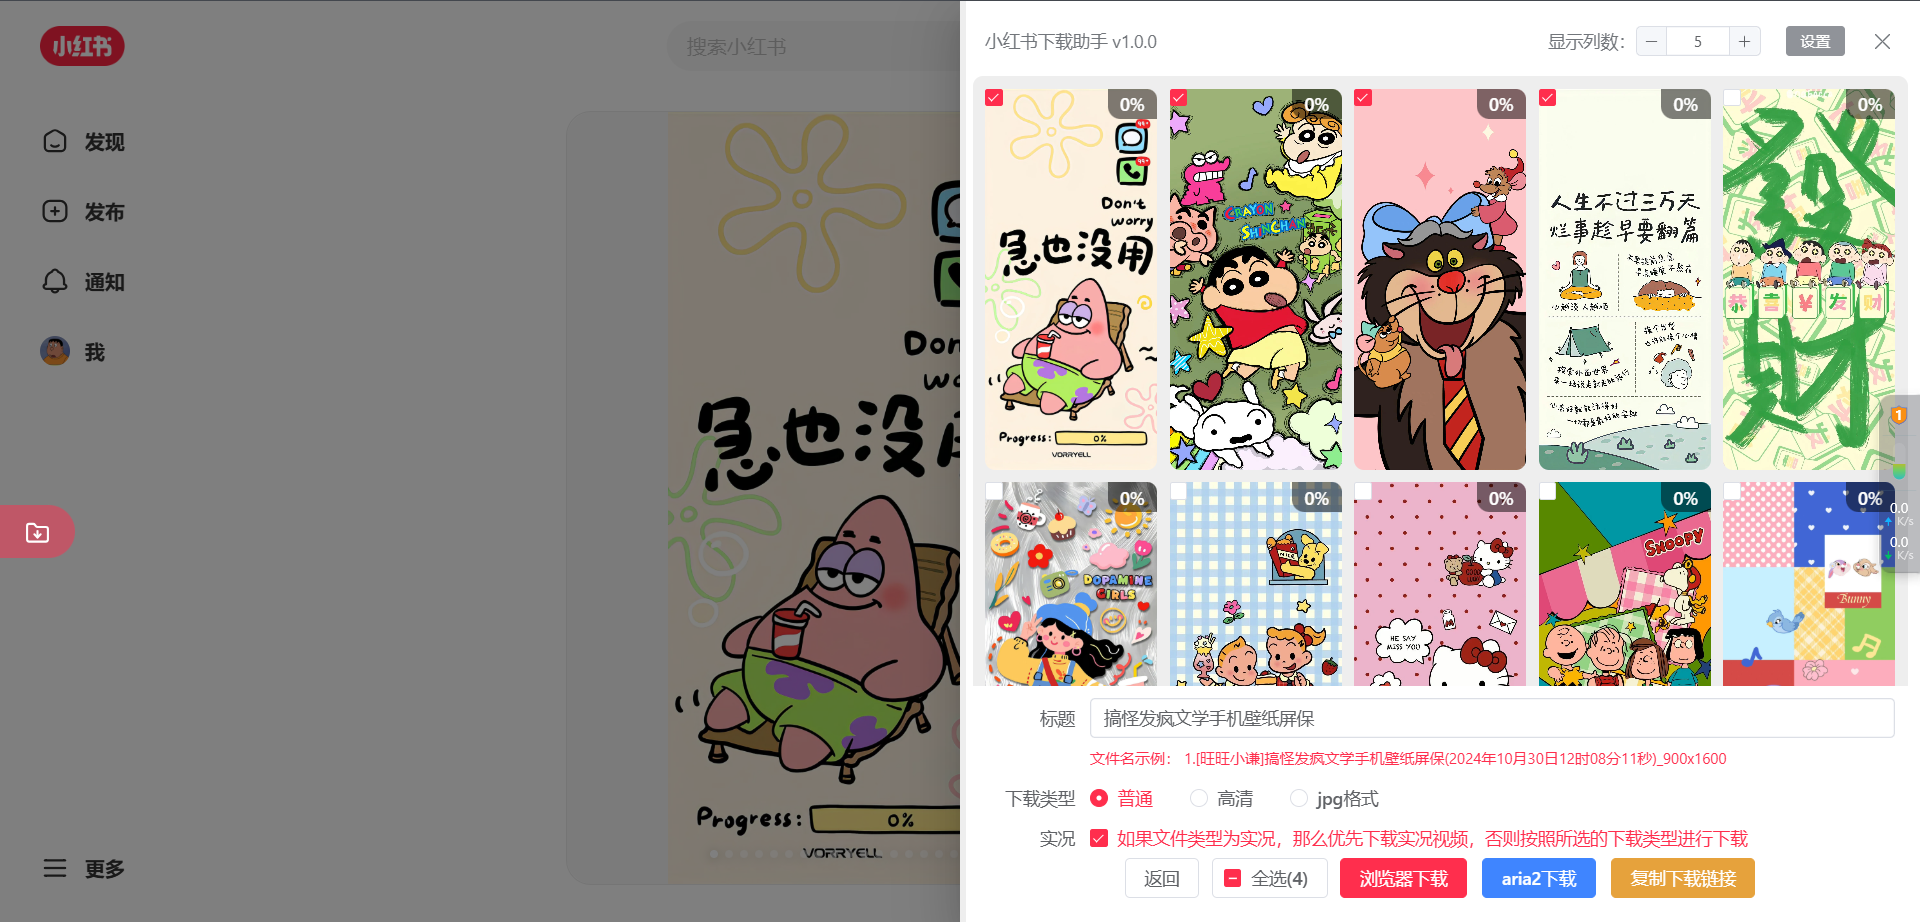 小红书
搜索小红书
发现
发布
通知
我
更多
Don't
急也没用
Progress:
0%
VORRYELL
小红书下载助手 v1.0.0
显示列数：
5
设置
0%
0%
0%
0%
0%
99+
99+
Don't
worry
急也没用
Progress:
0%
VORRYELL
CRAYON
SHINCHAN
人生不过三万天
烂事趁早要翻篇
發
恭喜¥发财
財
0%
0%
0%
0%
0%
DOPAMINE
GIRLS
HE SAY
MISS YOU
SNOOPY
Bunny
1
0.0
K/s
0.0
K/s
标题
搞怪发疯文学手机壁纸屏保
文件名示例： 1.[旺旺小谦]搞怪发疯文学手机壁纸屏保(2024年10月30日12时08分11秒)_900x1600
下载类型
普通
高清
jpg格式
实况
如果文件类型为实况，那么优先下载实况视频，否则按照所选的下载类型进行下载
返回
全选(4)
浏览器下载
aria2下载
复制下载链接